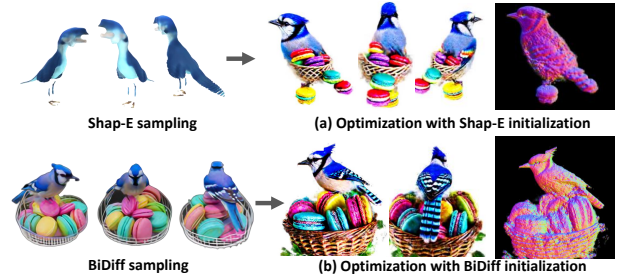 Shap-E sampling
(a) Optimization with Shap-E initialization
BiDiff sampling
(b) Optimization with BiDiff initialization